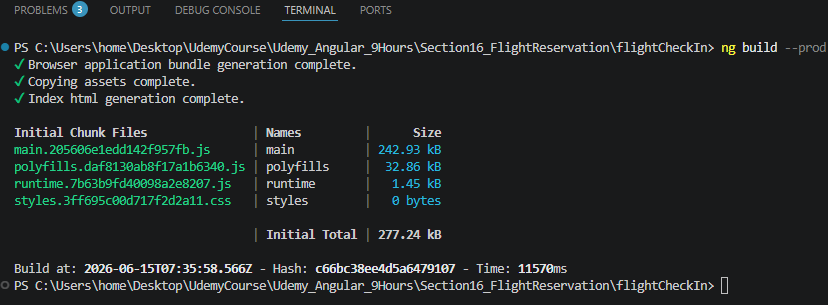 PROBLEMS 3 OUTPUT DEBUG CONSOLE TERMINAL PORTS
PS C:\Users\home\Desktop\UdemyCourse\Udemy_Angular_9Hours\Section16_FlightReservation\flightCheckIn> ng build --prod
✓ Browser application bundle generation complete.
✓ Copying assets complete.
✓ Index html generation complete.
Initial Chunk Files | Names | Size
main.205606e1edd142f957fb.js | main | 242.93 kB
polyfills.daf8130ab8f17a1b6340.js | polyfills | 32.86 kB
runtime.7b63b9fd40098a2e8207.js | runtime | 1.45 kB
styles.3ff695c00d717f2d2a11.css | styles | 0 bytes
| Initial Total | 277.24 kB
Build at: 2026-06-15T07:35:58.566Z - Hash: c66bc38ee4d5a6479107 - Time: 11570ms
PS C:\Users\home\Desktop\UdemyCourse\Udemy_Angular_9Hours\Section16_FlightReservation\flightCheckIn>